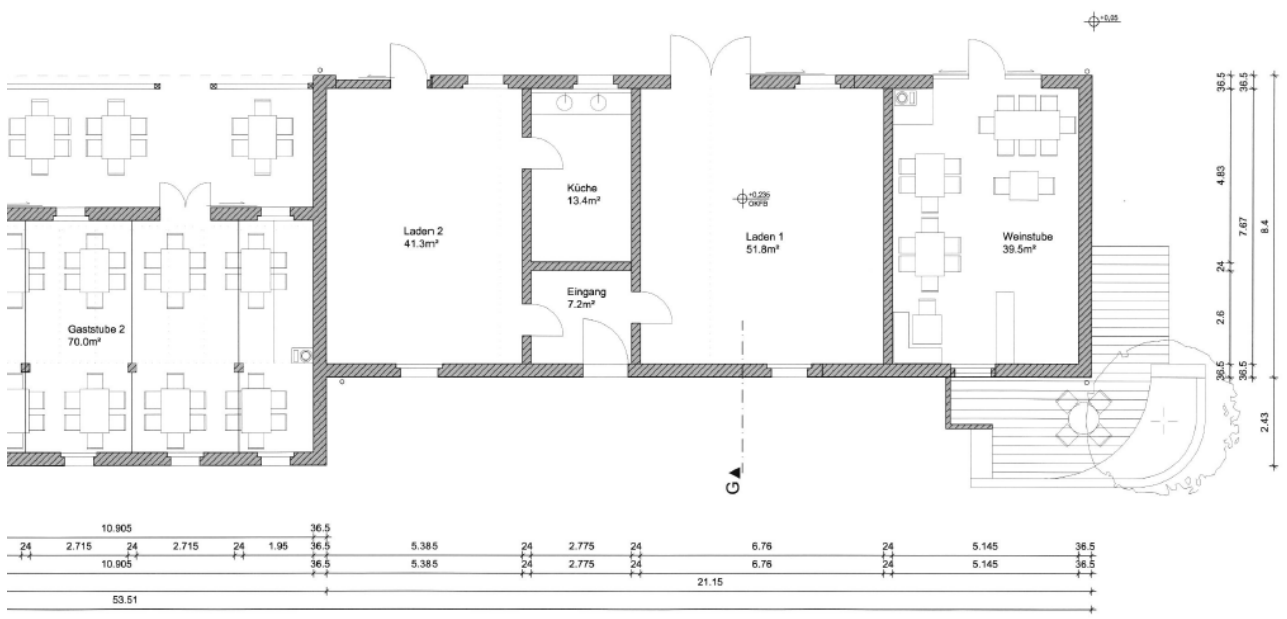 +0,05
Küche
13.4m²
Laden 2
41.3m²
+0,235
OKFB
Laden 1
51.8m²
Weinstube
39.5m²
Eingang
7.2m²
Gaststube 2
70.0m²
G
36.5
4.83
24
2.6
36.5
36.5
7.67
36.5
8.4
2.43
10.905 36.5
24 2.715 24 2.715 24 1.95 36.5 5.385 24 2.775 24 6.76 24 5.145 36.5
10.905 36.5 5.385 24 2.775 24 6.76 24 5.145 36.5
21.15
53.51